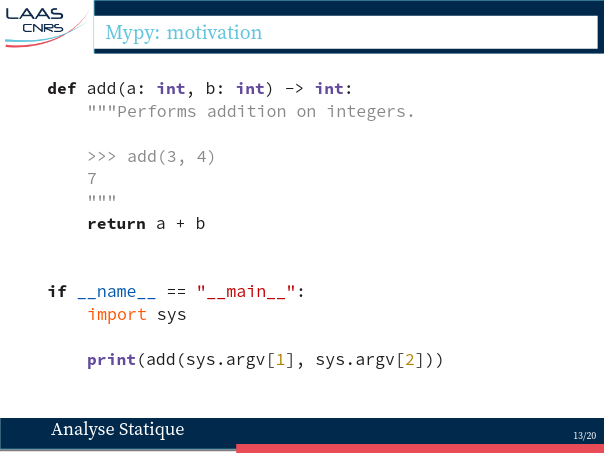 LAAS
CNRS
Mypy: motivation
def add(a: int, b: int) -> int:
    """Performs addition on integers.

    >>> add(3, 4)
    7
    """
    return a + b

if __name__ == "__main__":
    import sys

    print(add(sys.argv[1], sys.argv[2]))
Analyse Statique
13/20